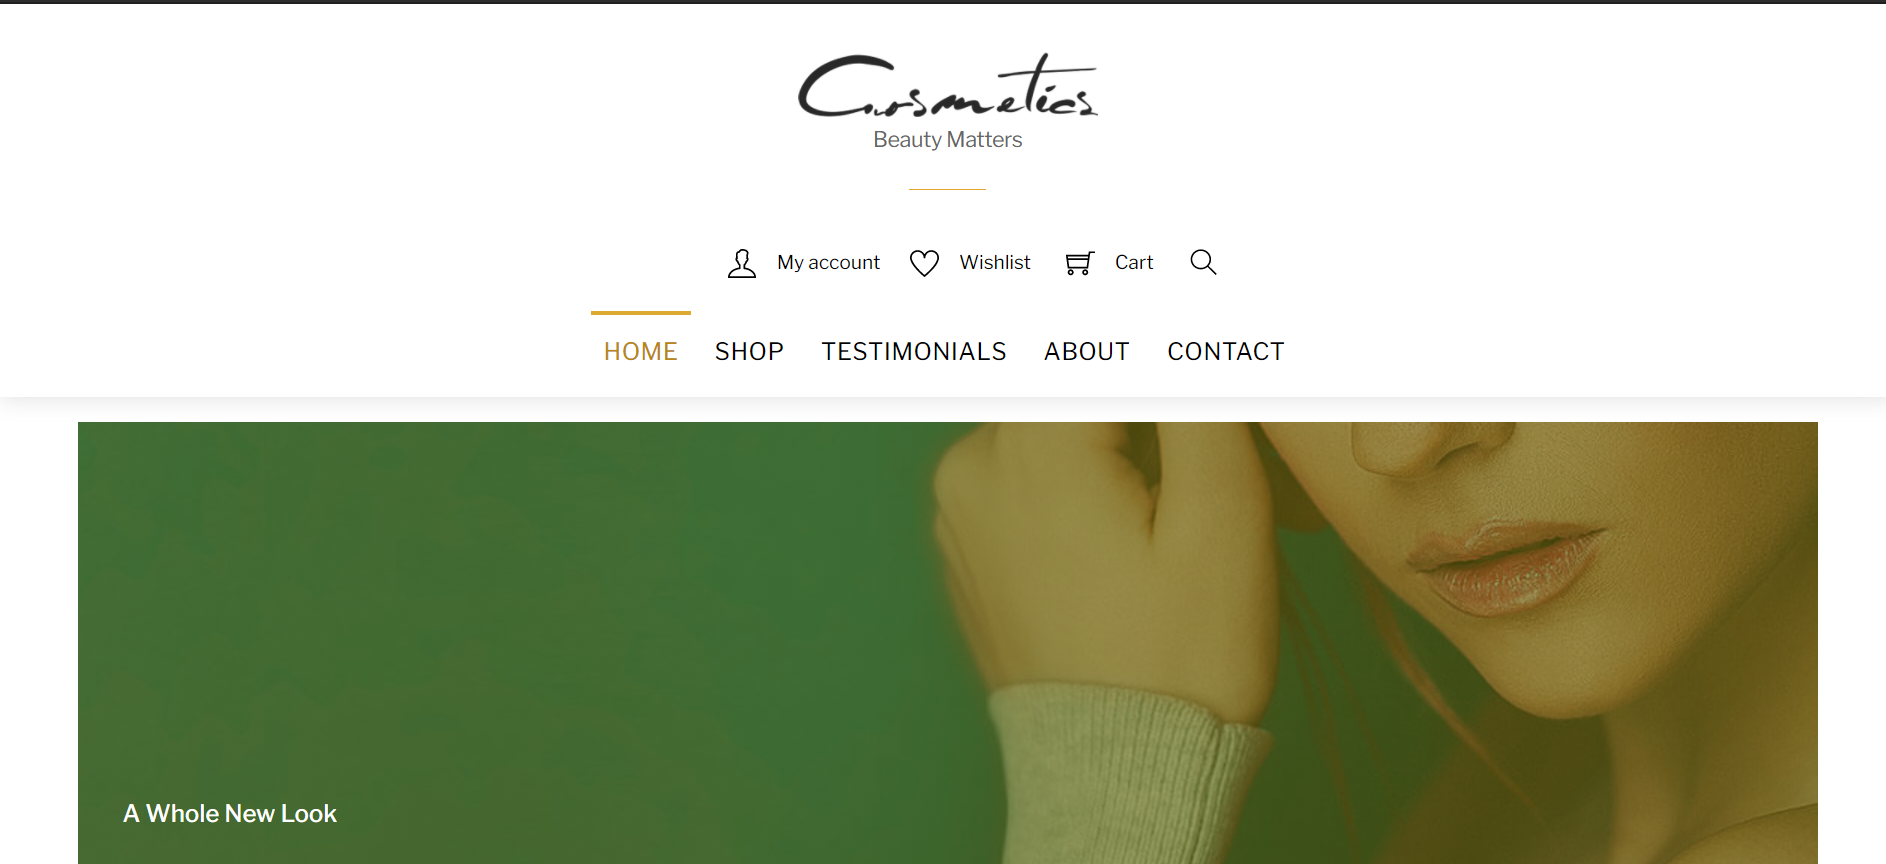 Cosmetics
Beauty Matters
My account Wishlist Cart
HOME SHOP TESTIMONIALS ABOUT CONTACT
A Whole New Look